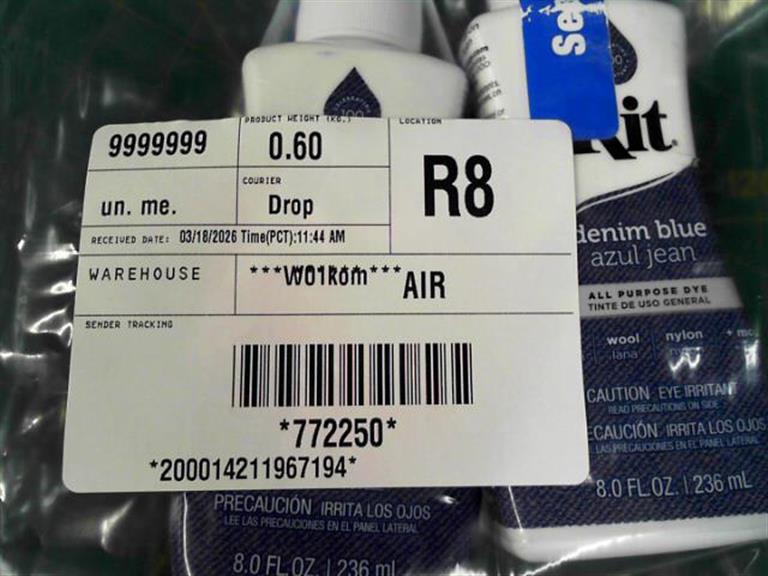 Se
Kit
9999999
PRODUCT WEIGHT (KG.)
0.60
LOCATION
R8
un. me.
COURIER
Drop
RECEIVED DATE: 03/18/2026 Time(PCT):11:44 AM
WAREHOUSE
AIR
SENDER TRACKING
*772250*
*200014211967194*
denim blue
azul jean
ALL PURPOSE DYE
TINTE DE USO GENERAL
wool
lana
nylon
CAUTION EYE IRRITANT
READ PRECAUTIONS ON SIDE
PRECAUCIÓN IRRITA LOS OJOS
LAS PRECAUCIONES EN EL PANEL LATERAL
8.0 FL.OZ. | 236 mL
PRECAUCIÓN IRRITA LOS OJOS
LEE LAS PRECAUCIONES EN EL PANEL LATERAL
8.0 FL.OZ. | 236 ml